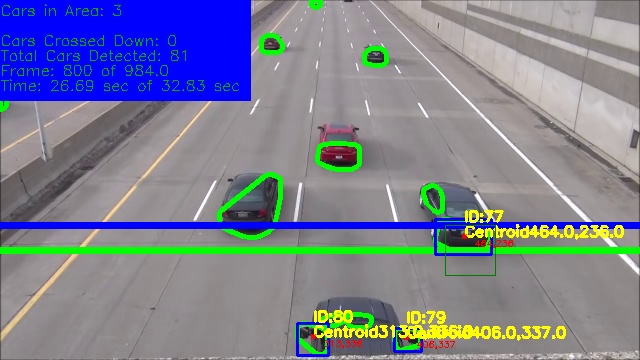 Cars in Area: 3
Cars Crossed Down: 0
Total Cars Detected: 81
Frame: 800 of 984.0
Time: 26.69 sec of 32.83 sec
ID:77
Centroid464.0,236.0
ID:80
ID:79
406.0,337.0